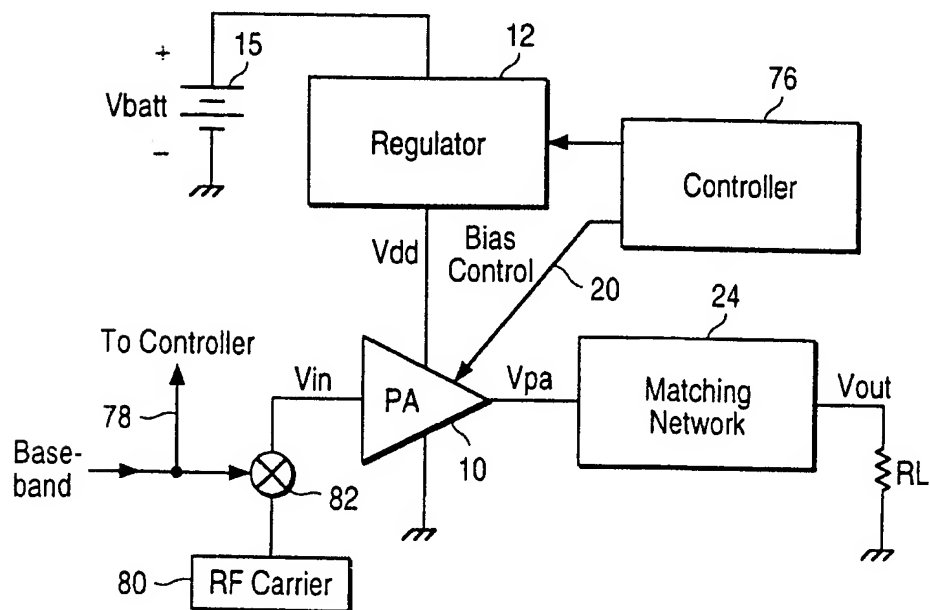 +
15
Vbatt
−
12
Regulator
76
Controller
Vdd
Bias
Control
20
24
Matching
Network
To Controller
78
Vin
PA
10
Vpa
Vout
RL
Base-
band
82
80
RF Carrier